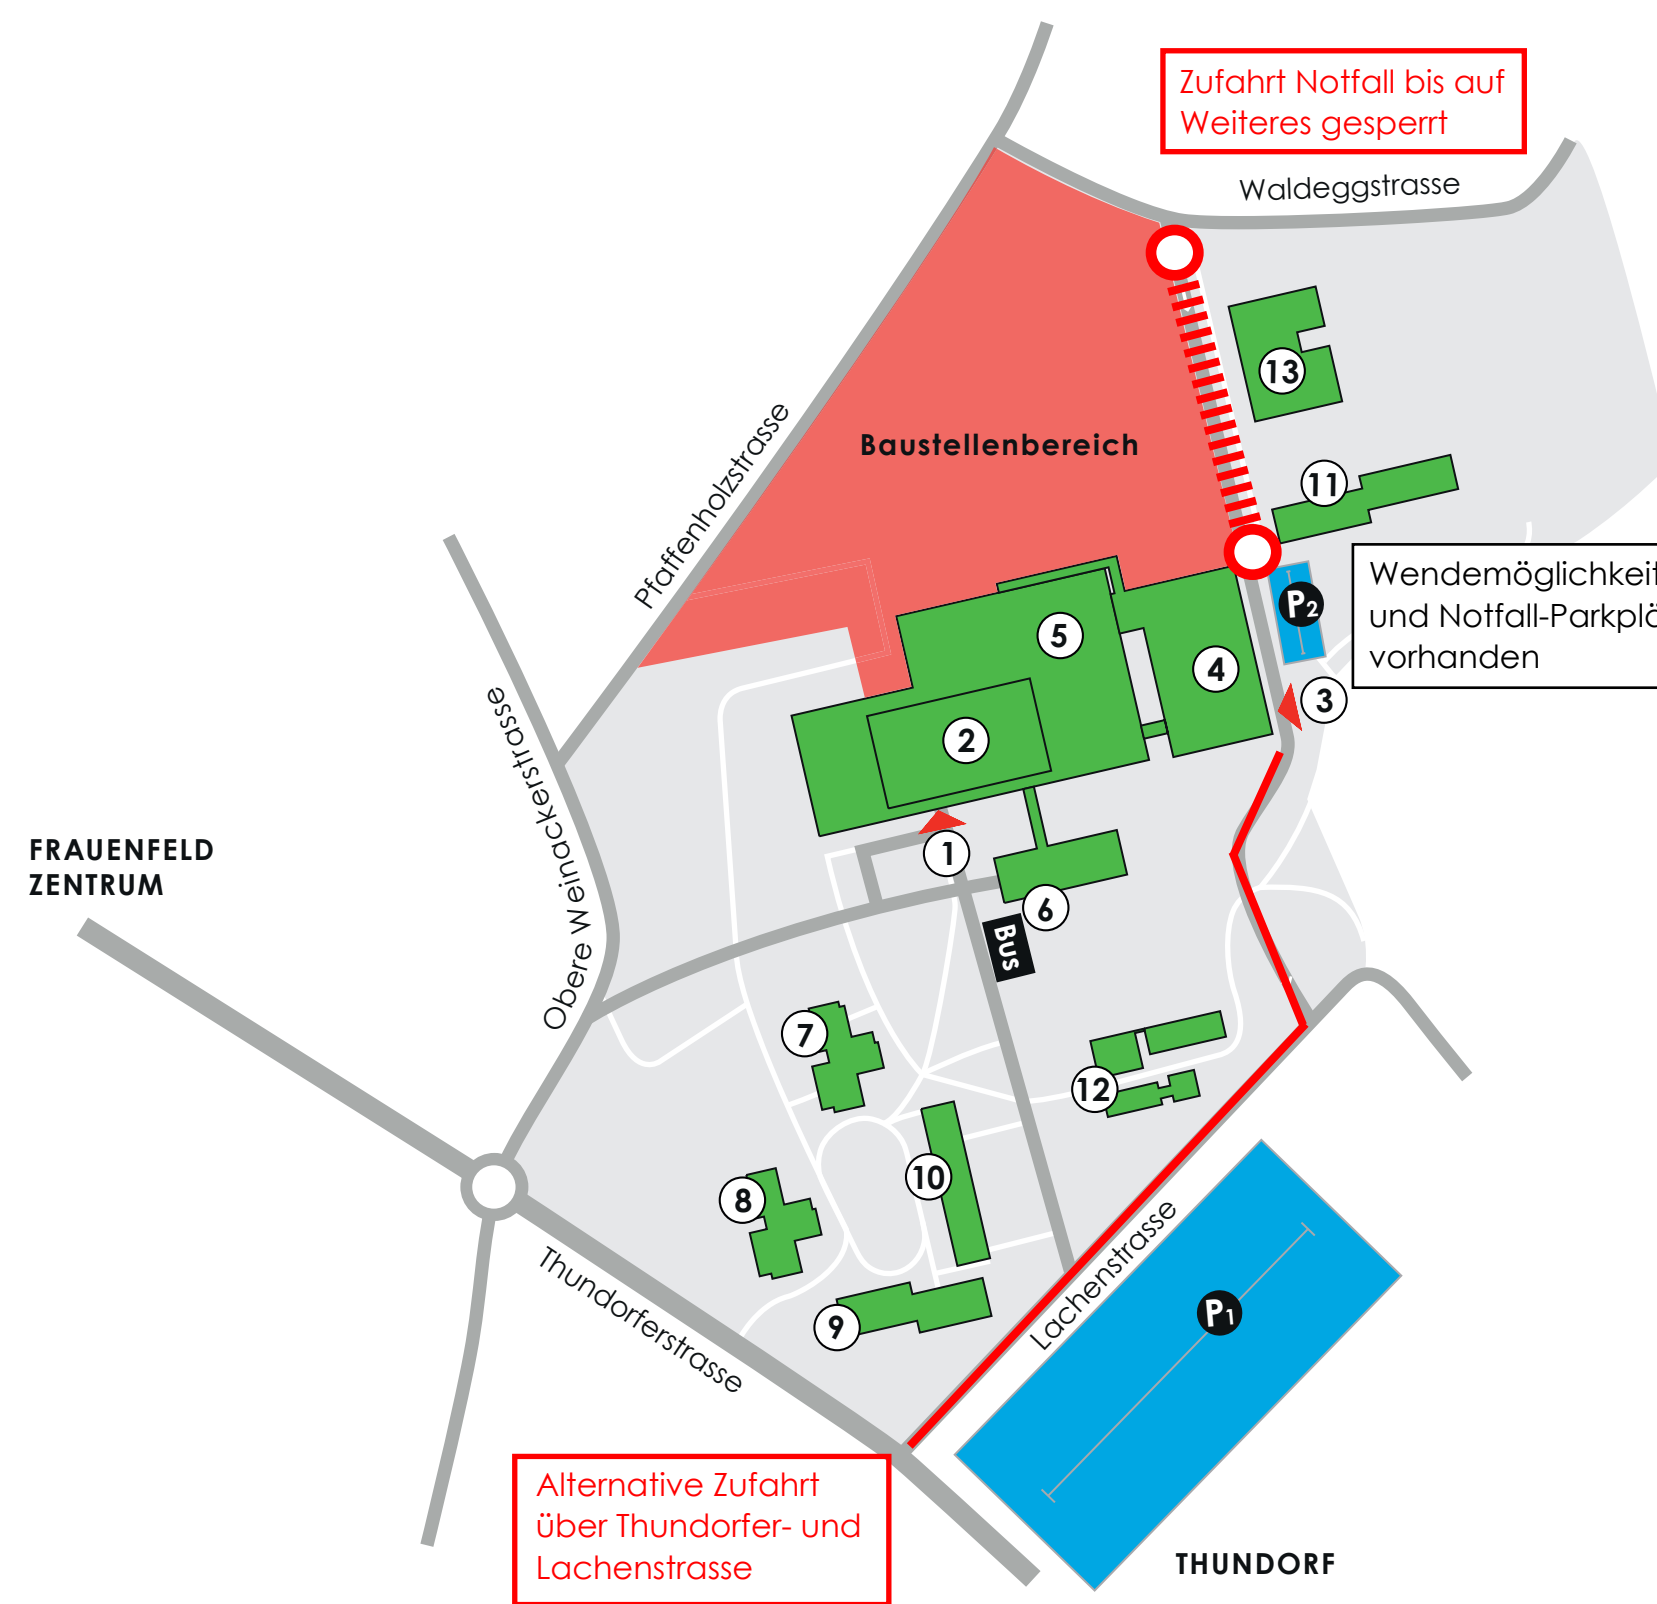 Zufahrt Notfall bis auf
Weiteres gesperrt
Waldeggstrasse
13
Baustellenbereich
Pfaffenholzstrasse
11
Wendemöglichkeit
und Notfall-Parkplä
vorhanden
P2
5
4
3
2
Obere Weinackerstrasse
FRAUENFELD
ZENTRUM
1
6
Bus
7
12
10
8
9
Lachenstrasse
P1
Thundorferstrasse
Alternative Zufahrt
über Thundorfer- und
Lachenstrasse
THUNDORF